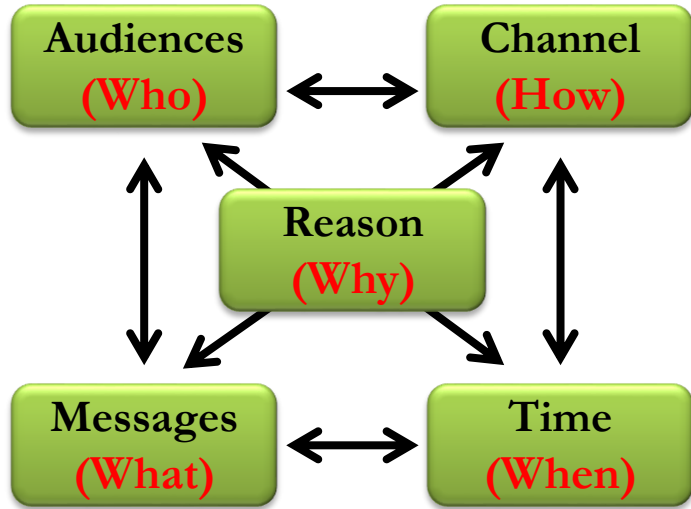 Audiences
(Who)
Channel
(How)
Reason
(Why)
Messages
(What)
Time
(When)